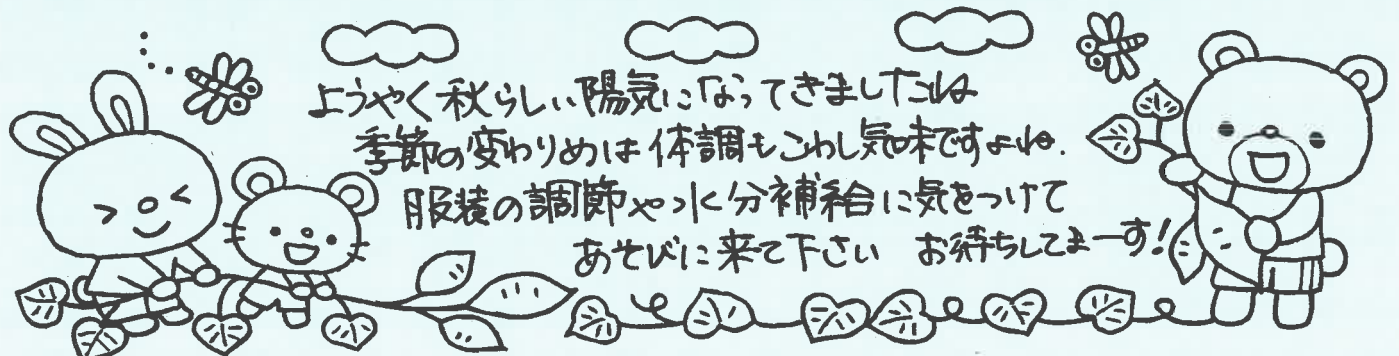 ようやく秋らしい陽気になってきましたね
季節の変わりめは体調もこわし気味ですよね.
服装の調節や水分補給に気をつけて
あそびに来て下さい お待ちしてまーす!